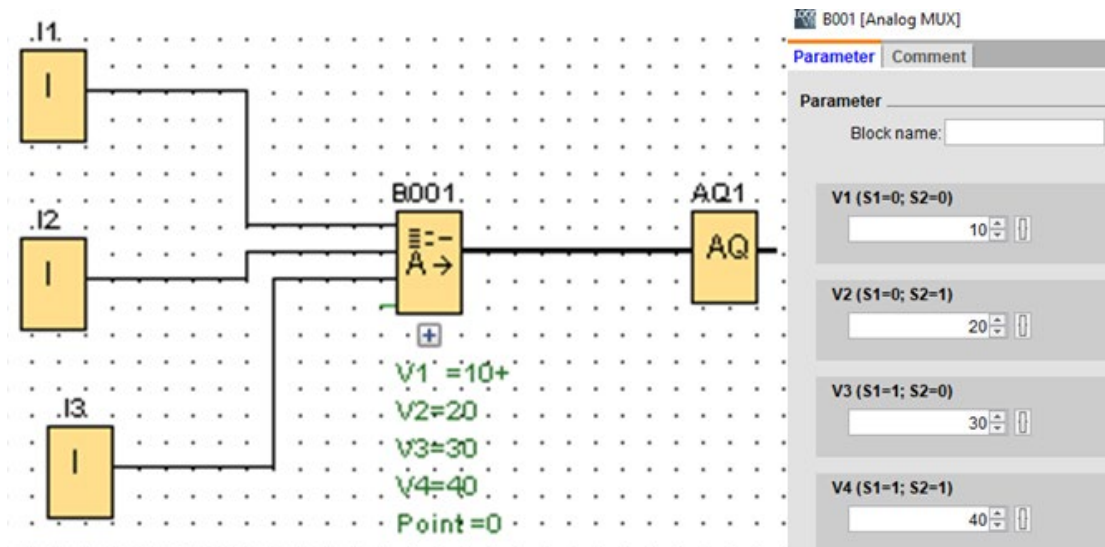 I1
I
I2
I
I3
I
B001
A→
V1 =10+
V2=20
V3=30
V4=40
Point=0
AQ1
AQ
B001 [Analog MUX]
Parameter Comment
Parameter
Block name:
V1 (S1=0; S2=0)
10
V2 (S1=0; S2=1)
20
V3 (S1=1; S2=0)
30
V4 (S1=1; S2=1)
40